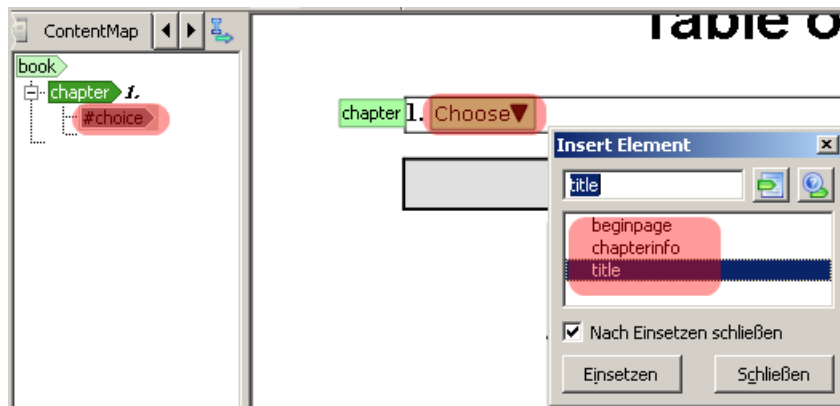 ContentMap
Table o
book
chapter 1.
#choice
chapter 1. Choose▼
Insert Element
title
beginpage
chapterinfo
title
Nach Einsetzen schließen
Einsetzen
Schließen